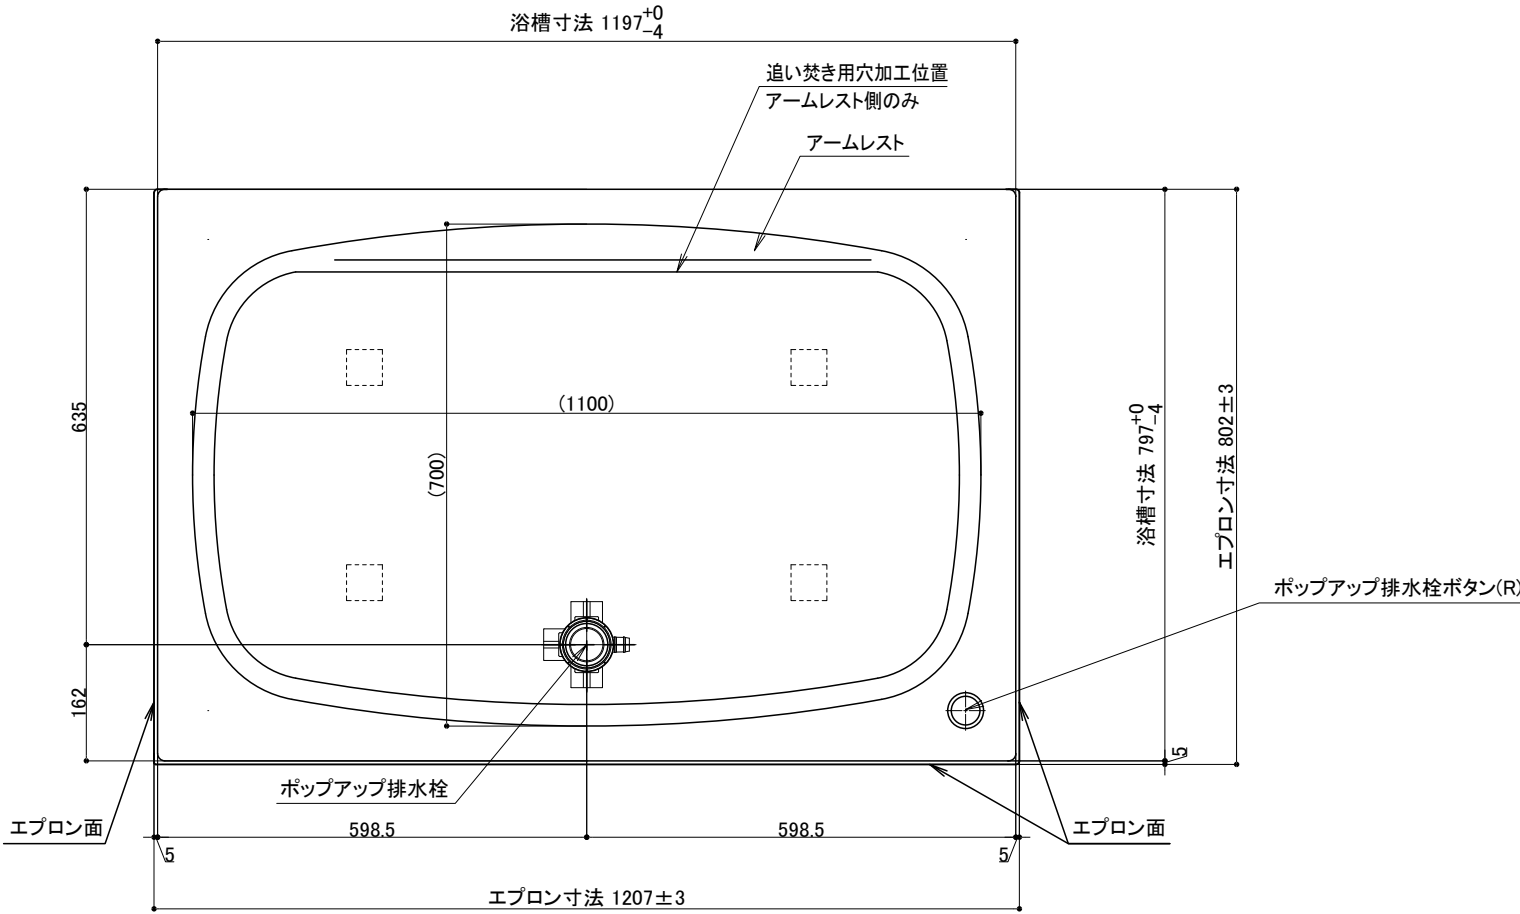 浴槽寸法 1197+0 -4
追い焚き用穴加工位置
アームレスト側のみ
アームレスト
635
(1100)
(700)
浴槽寸法 797+0 -4
エプロン寸法 802±3
ポップアップ排水栓ボタン(R)
162
5
ポップアップ排水栓
エプロン面
598.5
598.5
エプロン面
5
5
エプロン寸法 1207±3